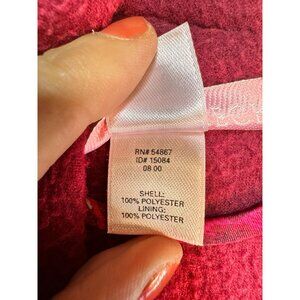 RN# 54867
ID# 15084
08 00
SHELL:
100% POLYESTER
LINING:
100% POLYESTER